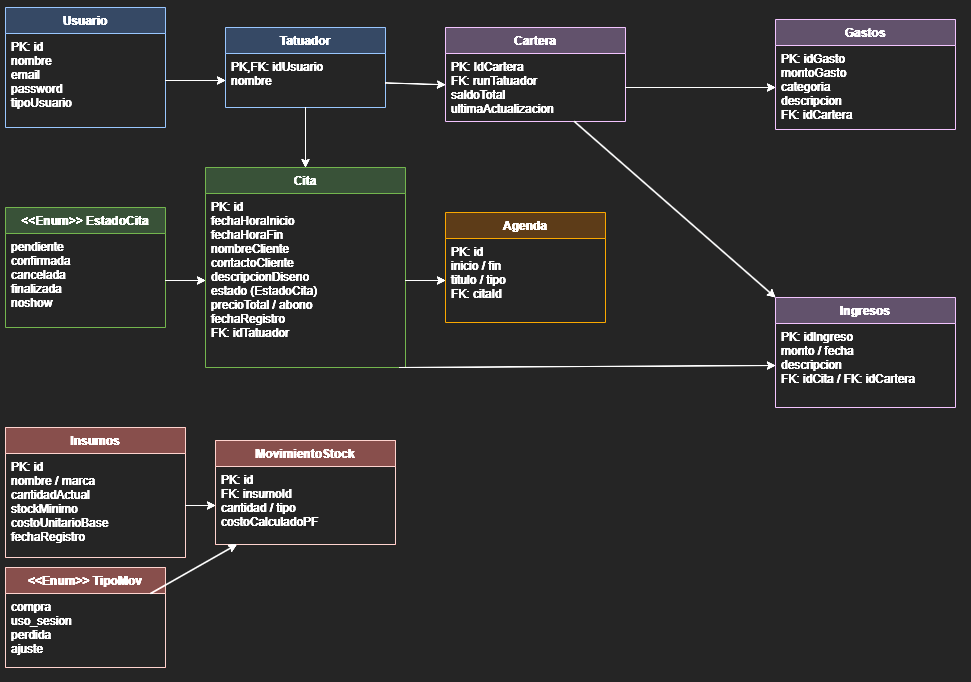 Usuario
PK: id
nombre
email
password
tipoUsuario
Tatuador
PK,FK: idUsuario
nombre
Cartera
PK: IdCartera
FK: runTatuador
saldoTotal
ultimaActualizacion
Gastos
PK: idGasto
montoGasto
categoria
descripcion
FK: idCartera
<<Enum>> EstadoCita
pendiente
confirmada
cancelada
finalizada
noshow
Cita
PK: id
fechaHoraInicio
fechaHoraFin
nombreCliente
contactoCliente
descripcionDiseno
estado (EstadoCita)
precioTotal / abono
fechaRegistro
FK: idTatuador
Agenda
PK: id
inicio / fin
titulo / tipo
FK: citaId
Ingresos
PK: idIngreso
monto / fecha
descripcion
FK: idCita / FK: idCartera
Insumos
PK: id
nombre / marca
cantidadActual
stockMinimo
costoUnitarioBase
fechaRegistro
MovimientoStock
PK: id
FK: insumoId
cantidad / tipo
costoCalculadoPF
<<Enum>> TipoMov
compra
uso_sesion
perdida
ajuste